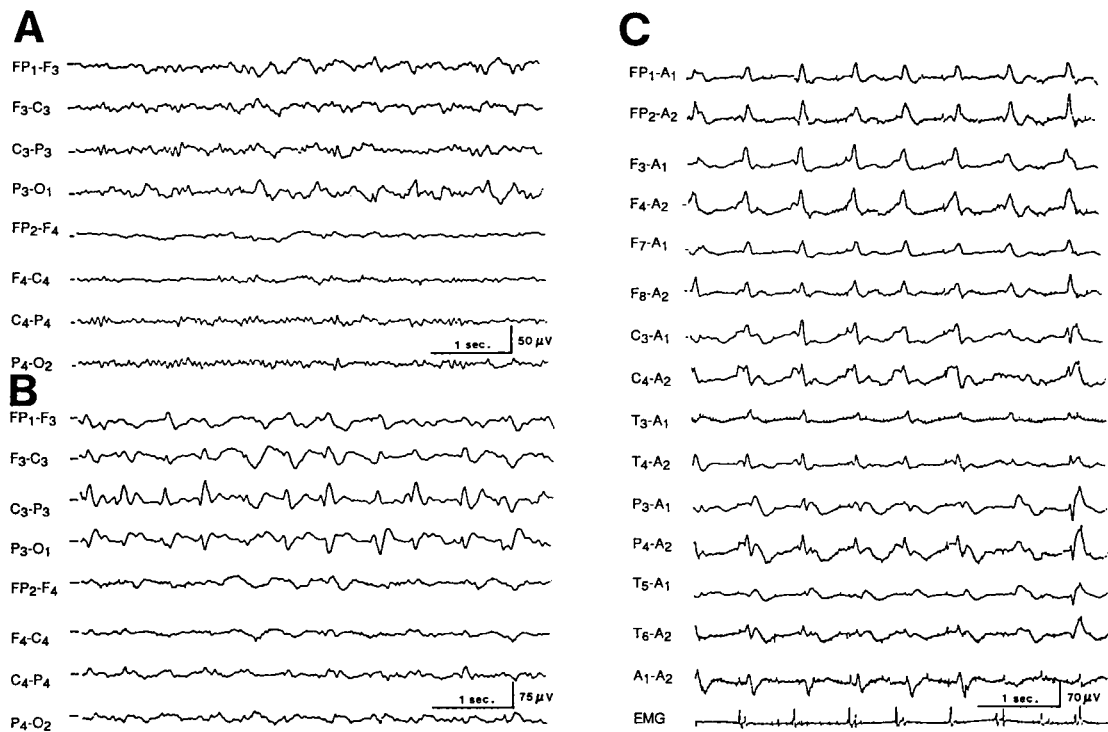 A
FP1-F3
F3-C3
C3-P3
P3-O1
FP2-F4
F4-C4
C4-P4
1 sec. 50 μV
P4-O2
B
FP1-F3
F3-C3
C3-P3
P3-O1
FP2-F4
F4-C4
C4-P4
1 sec. 75 μV
P4-O2
C
FP1-A1
FP2-A2
F3-A1
F4-A2
F7-A1
F8-A2
C3-A1
C4-A2
T3-A1
T4-A2
P3-A1
P4-A2
T5-A1
T6-A2
A1-A2
1 sec. 70 μV
EMG